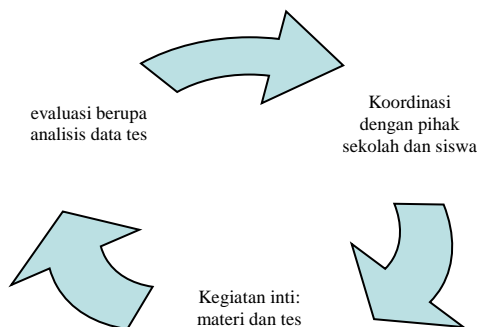 evaluasi berupa
analisis data tes
Koordinasi
dengan pihak
sekolah dan siswa
Kegiatan inti:
materi dan tes